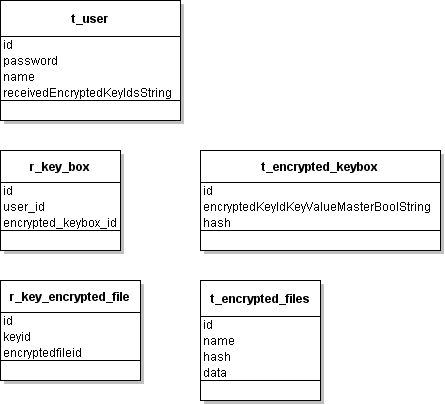 t_user
id
password
name
receivedEncryptedKeyIdsString
r_key_box
id
user_id
encrypted_keybox_id
t_encrypted_keybox
id
encryptedKeyIdKeyValueMasterBoolString
hash
r_key_encrypted_file
id
keyid
encryptedfileid
t_encrypted_files
id
name
hash
data